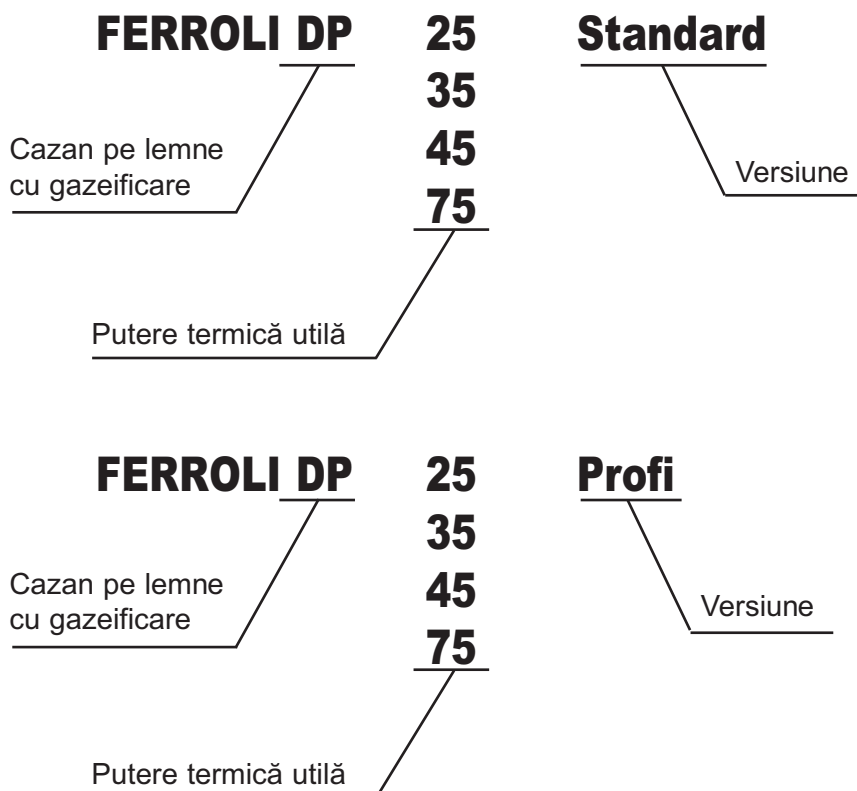 FERROLI DP 25 Standard
35
45
75
Cazan pe lemne
cu gazeificare
Versiune
Putere termică utilă
FERROLI DP 25 Profi
35
45
75
Cazan pe lemne
cu gazeificare
Versiune
Putere termică utilă